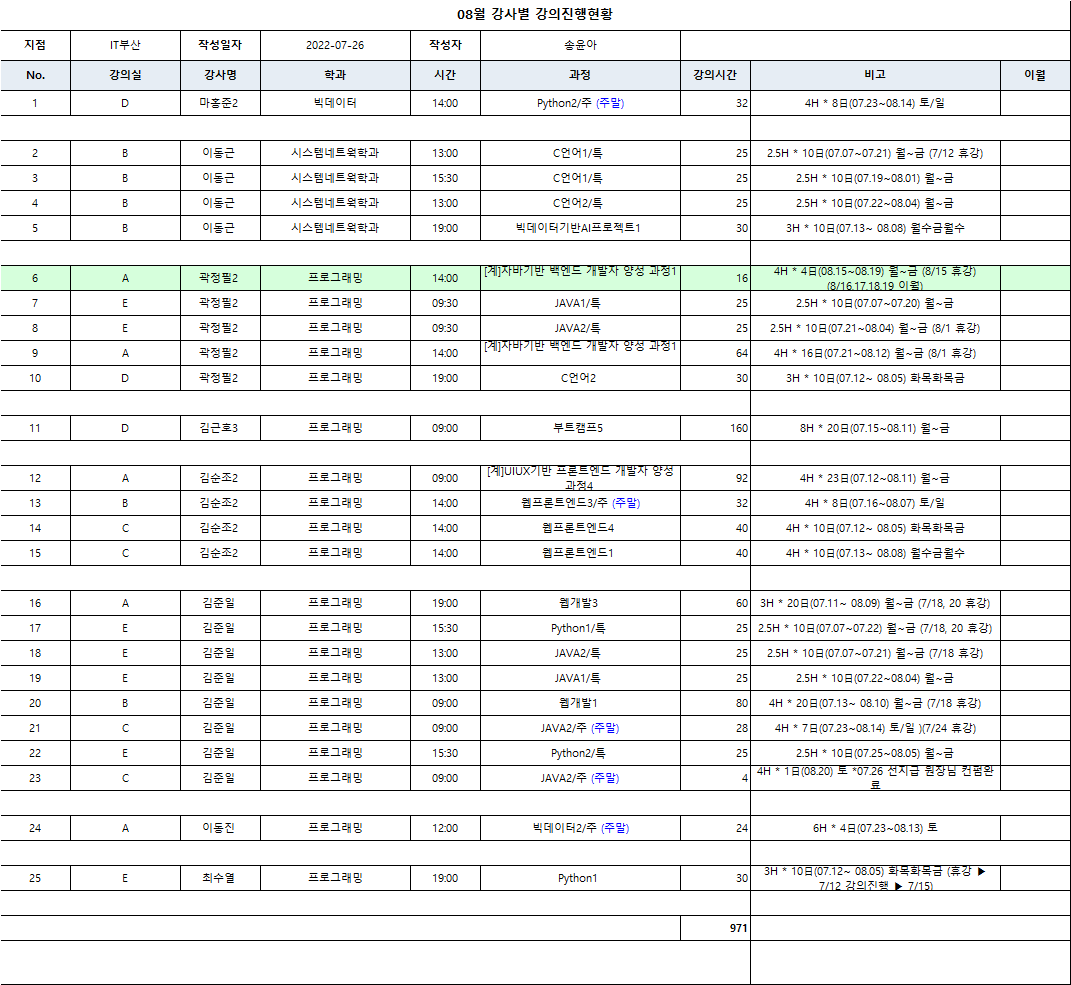 08월 강사별 강의진행현황
지점 IT부산 작성일자 2022-07-26 작성자 송윤아
No. 강의실 강사명 학과 시간 과정 강의시간 비고 이월
1 D 마홍준2 빅데이터 14:00 Python2/주 (주말) 32 4H * 8日(07.23~08.14) 토/일
2 B 이동근 시스템네트웍학과 13:00 C언어1/특 25 2.5H * 10日(07.07~07.21) 월~금 (7/12 휴강)
3 B 이동근 시스템네트웍학과 15:30 C언어1/특 25 2.5H * 10日(07.19~08.01) 월~금
4 B 이동근 시스템네트웍학과 13:00 C언어2/특 25 2.5H * 10日(07.22~08.04) 월~금
5 B 이동근 시스템네트웍학과 19:00 빅데이터기반AI프로젝트1 30 3H * 10日(07.13~ 08.08) 월수금월수
6 A 곽정필2 프로그래밍 14:00 [계]자바기반 백엔드 개발자 양성 과정1 16 4H * 4日(08.15~08.19) 월~금 (8/15 휴강)
(8/16,17,18,19 이월)
7 E 곽정필2 프로그래밍 09:30 JAVA1/특 25 2.5H * 10日(07.07~07.20) 월~금
8 E 곽정필2 프로그래밍 09:30 JAVA2/특 25 2.5H * 10日(07.21~08.04) 월~금 (8/1 휴강)
9 A 곽정필2 프로그래밍 14:00 [계]자바기반 백엔드 개발자 양성 과정1 64 4H * 16日(07.21~08.12) 월~금 (8/1 휴강)
10 D 곽정필2 프로그래밍 19:00 C언어2 30 3H * 10日(07.12~ 08.05) 화목화목금
11 D 김근호3 프로그래밍 09:00 부트캠프5 160 8H * 20日(07.15~08.11) 월~금
12 A 김순조2 프로그래밍 09:00 [계]UIUX기반 프론트엔드 개발자 양성
과정4 92 4H * 23日(07.12~08.11) 월~금
13 B 김순조2 프로그래밍 14:00 웹프론트엔드3/주 (주말) 32 4H * 8日(07.16~08.07) 토/일
14 C 김순조2 프로그래밍 14:00 웹프론트엔드4 40 4H * 10日(07.12~ 08.05) 화목화목금
15 C 김순조2 프로그래밍 14:00 웹프론트엔드1 40 4H * 10日(07.13~ 08.08) 월수금월수
16 A 김준일 프로그래밍 19:00 웹개발3 60 3H * 20日(07.11~ 08.09) 월~금 (7/18, 20 휴강)
17 E 김준일 프로그래밍 15:30 Python1/특 25 2.5H * 10日(07.07~07.22) 월~금 (7/18, 20 휴강)
18 E 김준일 프로그래밍 13:00 JAVA2/특 25 2.5H * 10日(07.07~07.21) 월~금 (7/18 휴강)
19 E 김준일 프로그래밍 13:00 JAVA1/특 25 2.5H * 10日(07.22~08.04) 월~금
20 B 김준일 프로그래밍 09:00 웹개발1 80 4H * 20日(07.13~ 08.10) 월~금 (7/18 휴강)
21 C 김준일 프로그래밍 09:00 JAVA2/주 (주말) 28 4H * 7日(07.23~08.14) 토/일 )(7/24 휴강)
22 E 김준일 프로그래밍 15:30 Python2/특 25 2.5H * 10日(07.25~08.05) 월~금
23 C 김준일 프로그래밍 09:00 JAVA2/주 (주말) 4 4H * 1日(08.20) 토 *07.26 선지급 원장님 컨펌완
료
24 A 이동진 프로그래밍 12:00 빅데이터2/주 (주말) 24 6H * 4日(07.23~08.13) 토
25 E 최수열 프로그래밍 19:00 Python1 30 3H * 10日(07.12~ 08.05) 화목화목금 (휴강 ▶
7/12 강의진행 ▶ 7/15)
971